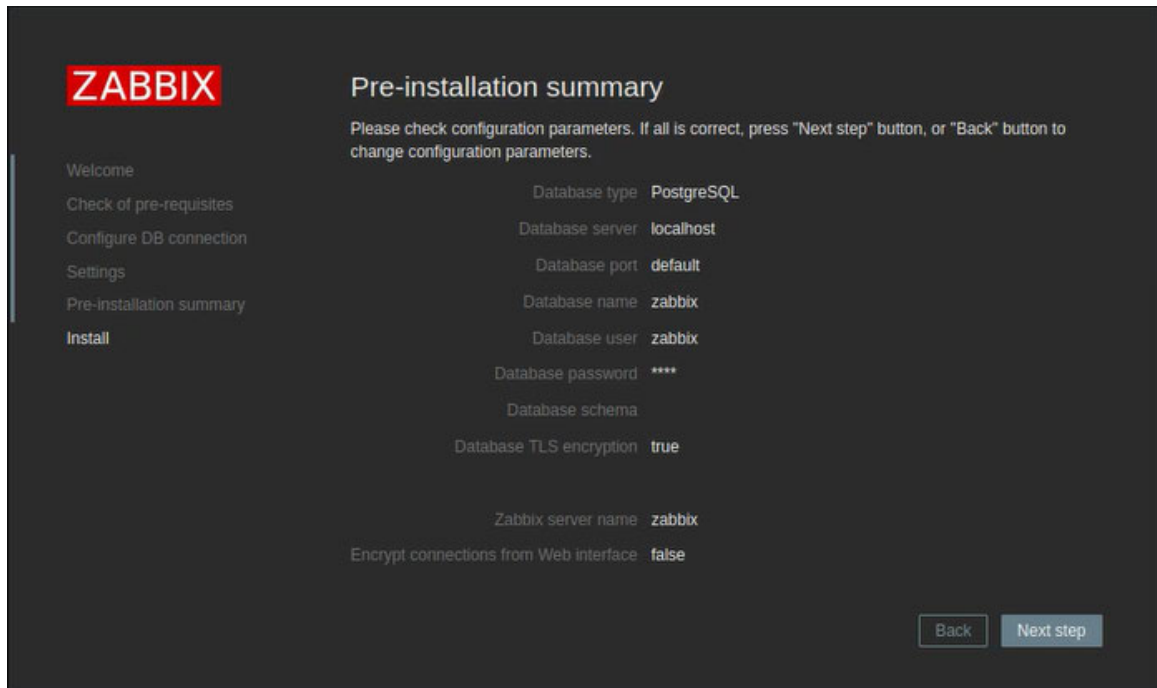 ZABBIX
Welcome
Check of pre-requisites
Configure DB connection
Settings
Pre-installation summary
Install
Pre-installation summary
Please check configuration parameters. If all is correct, press "Next step" button, or "Back" button to
change configuration parameters.
Database type PostgreSQL
Database server localhost
Database port default
Database name zabbix
Database user zabbix
Database password ****
Database schema
Database TLS encryption true
Zabbix server name zabbix
Encrypt connections from Web interface false
Back Next step